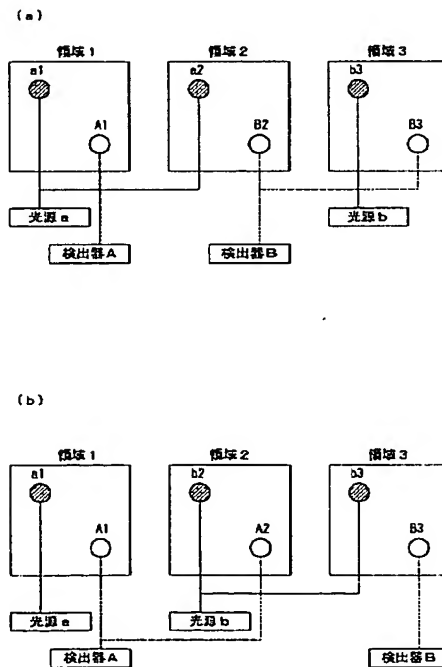 (a)
領域1 領域2 領域3
a1 a2 b3
A1 B2 B3
光源a 光源b
検出器A 検出器B
(b)
領域1 領域2 領域3
a1 b2 b3
A1 A2 B3
光源a 光源b
検出器A 検出器B